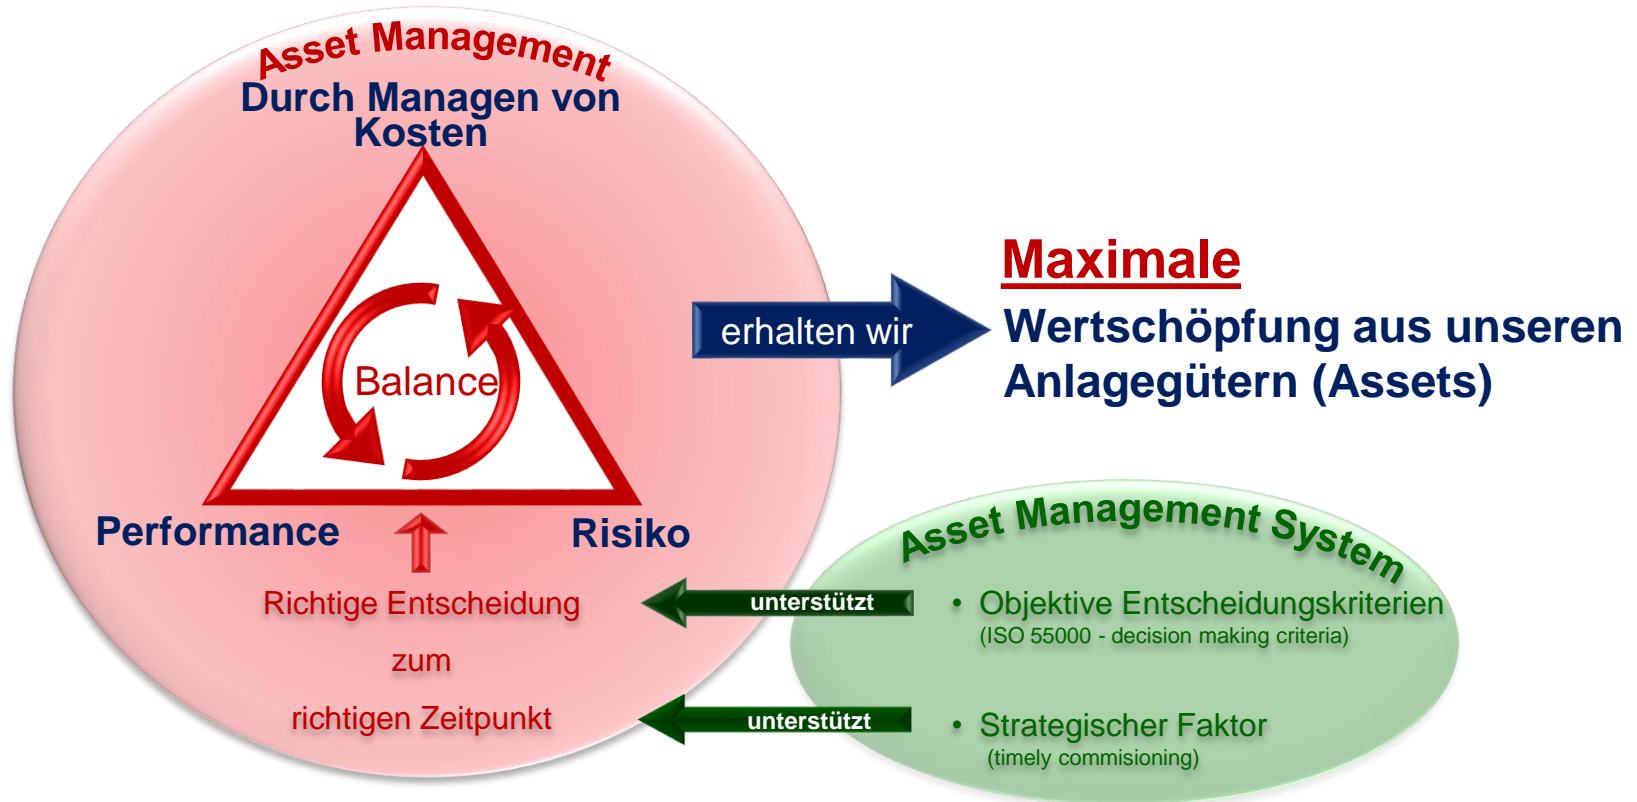 Asset Management
Durch Managen von
Kosten
Balance
Performance
Risiko
Richtige Entscheidung
zum
richtigen Zeitpunkt
erhalten wir
Maximale
Wertschöpfung aus unseren
Anlagegütern (Assets)
Asset Management System
unterstützt
• Objektive Entscheidungskriterien
(ISO 55000 - decision making criteria)
unterstützt
• Strategischer Faktor
(timely commisioning)